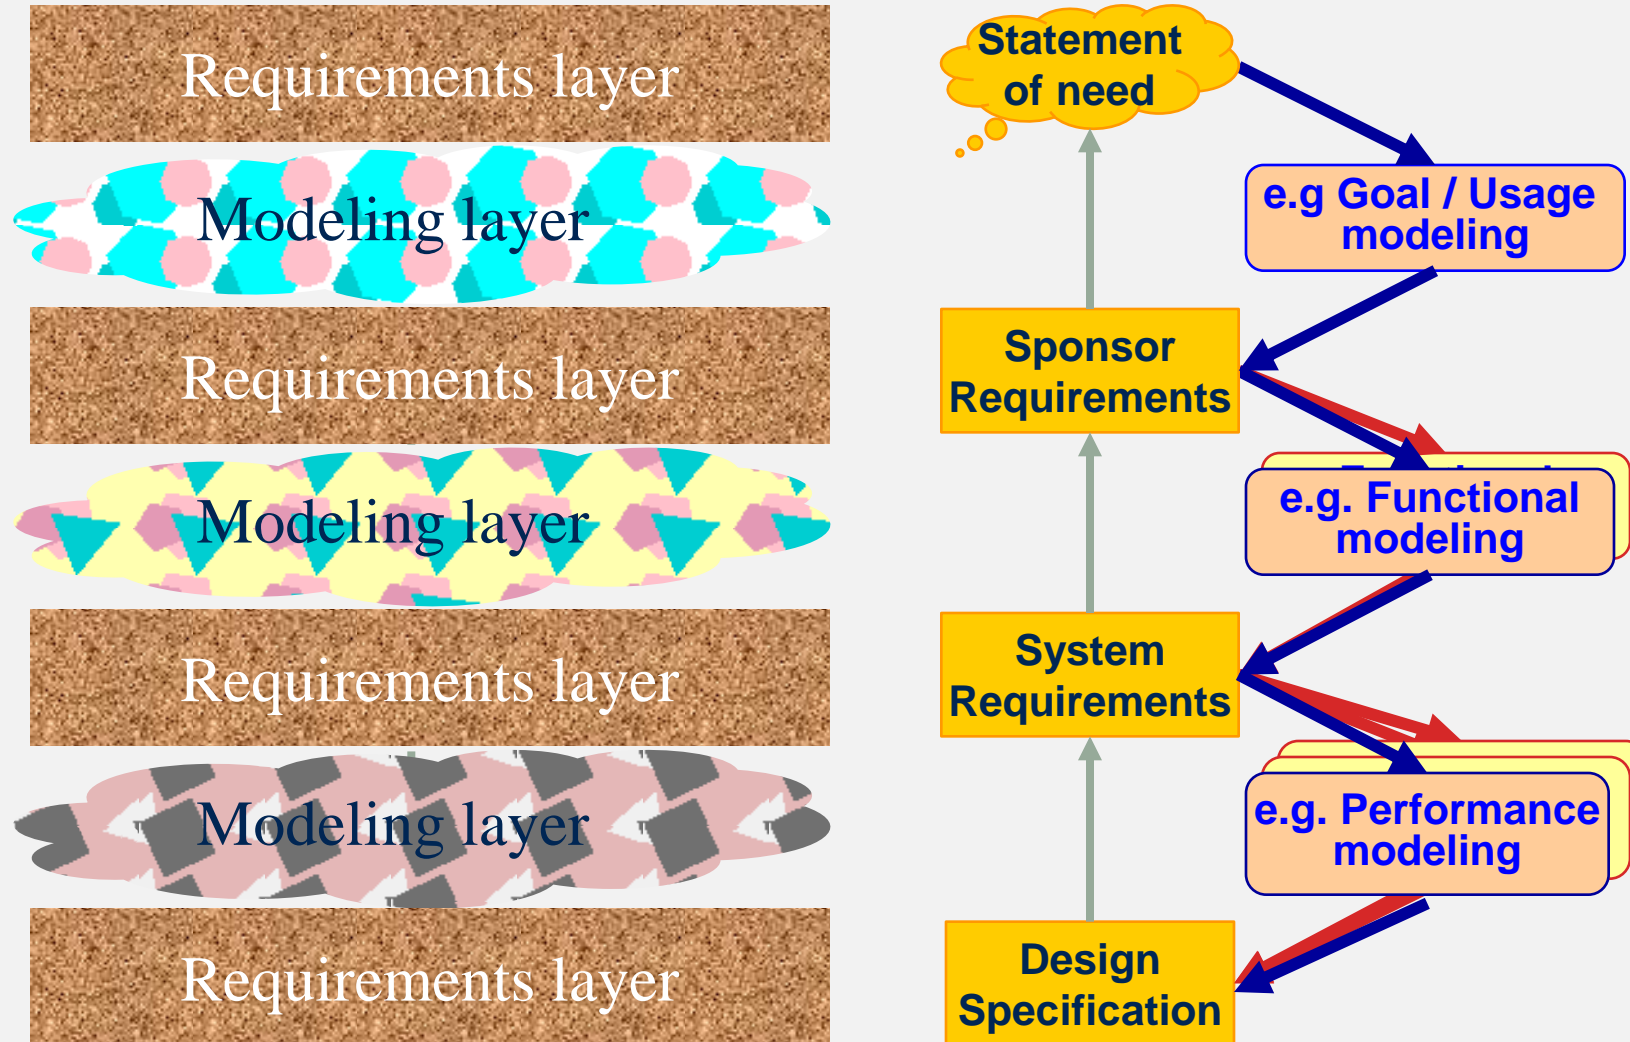 Requirements layer
Modeling layer
Requirements layer
Modeling layer
Requirements layer
Modeling layer
Requirements layer
Statement
of need
e.g Goal / Usage
modeling
Sponsor
Requirements
e.g. Functional
modeling
System
Requirements
e.g. Performance
modeling
Design
Specification